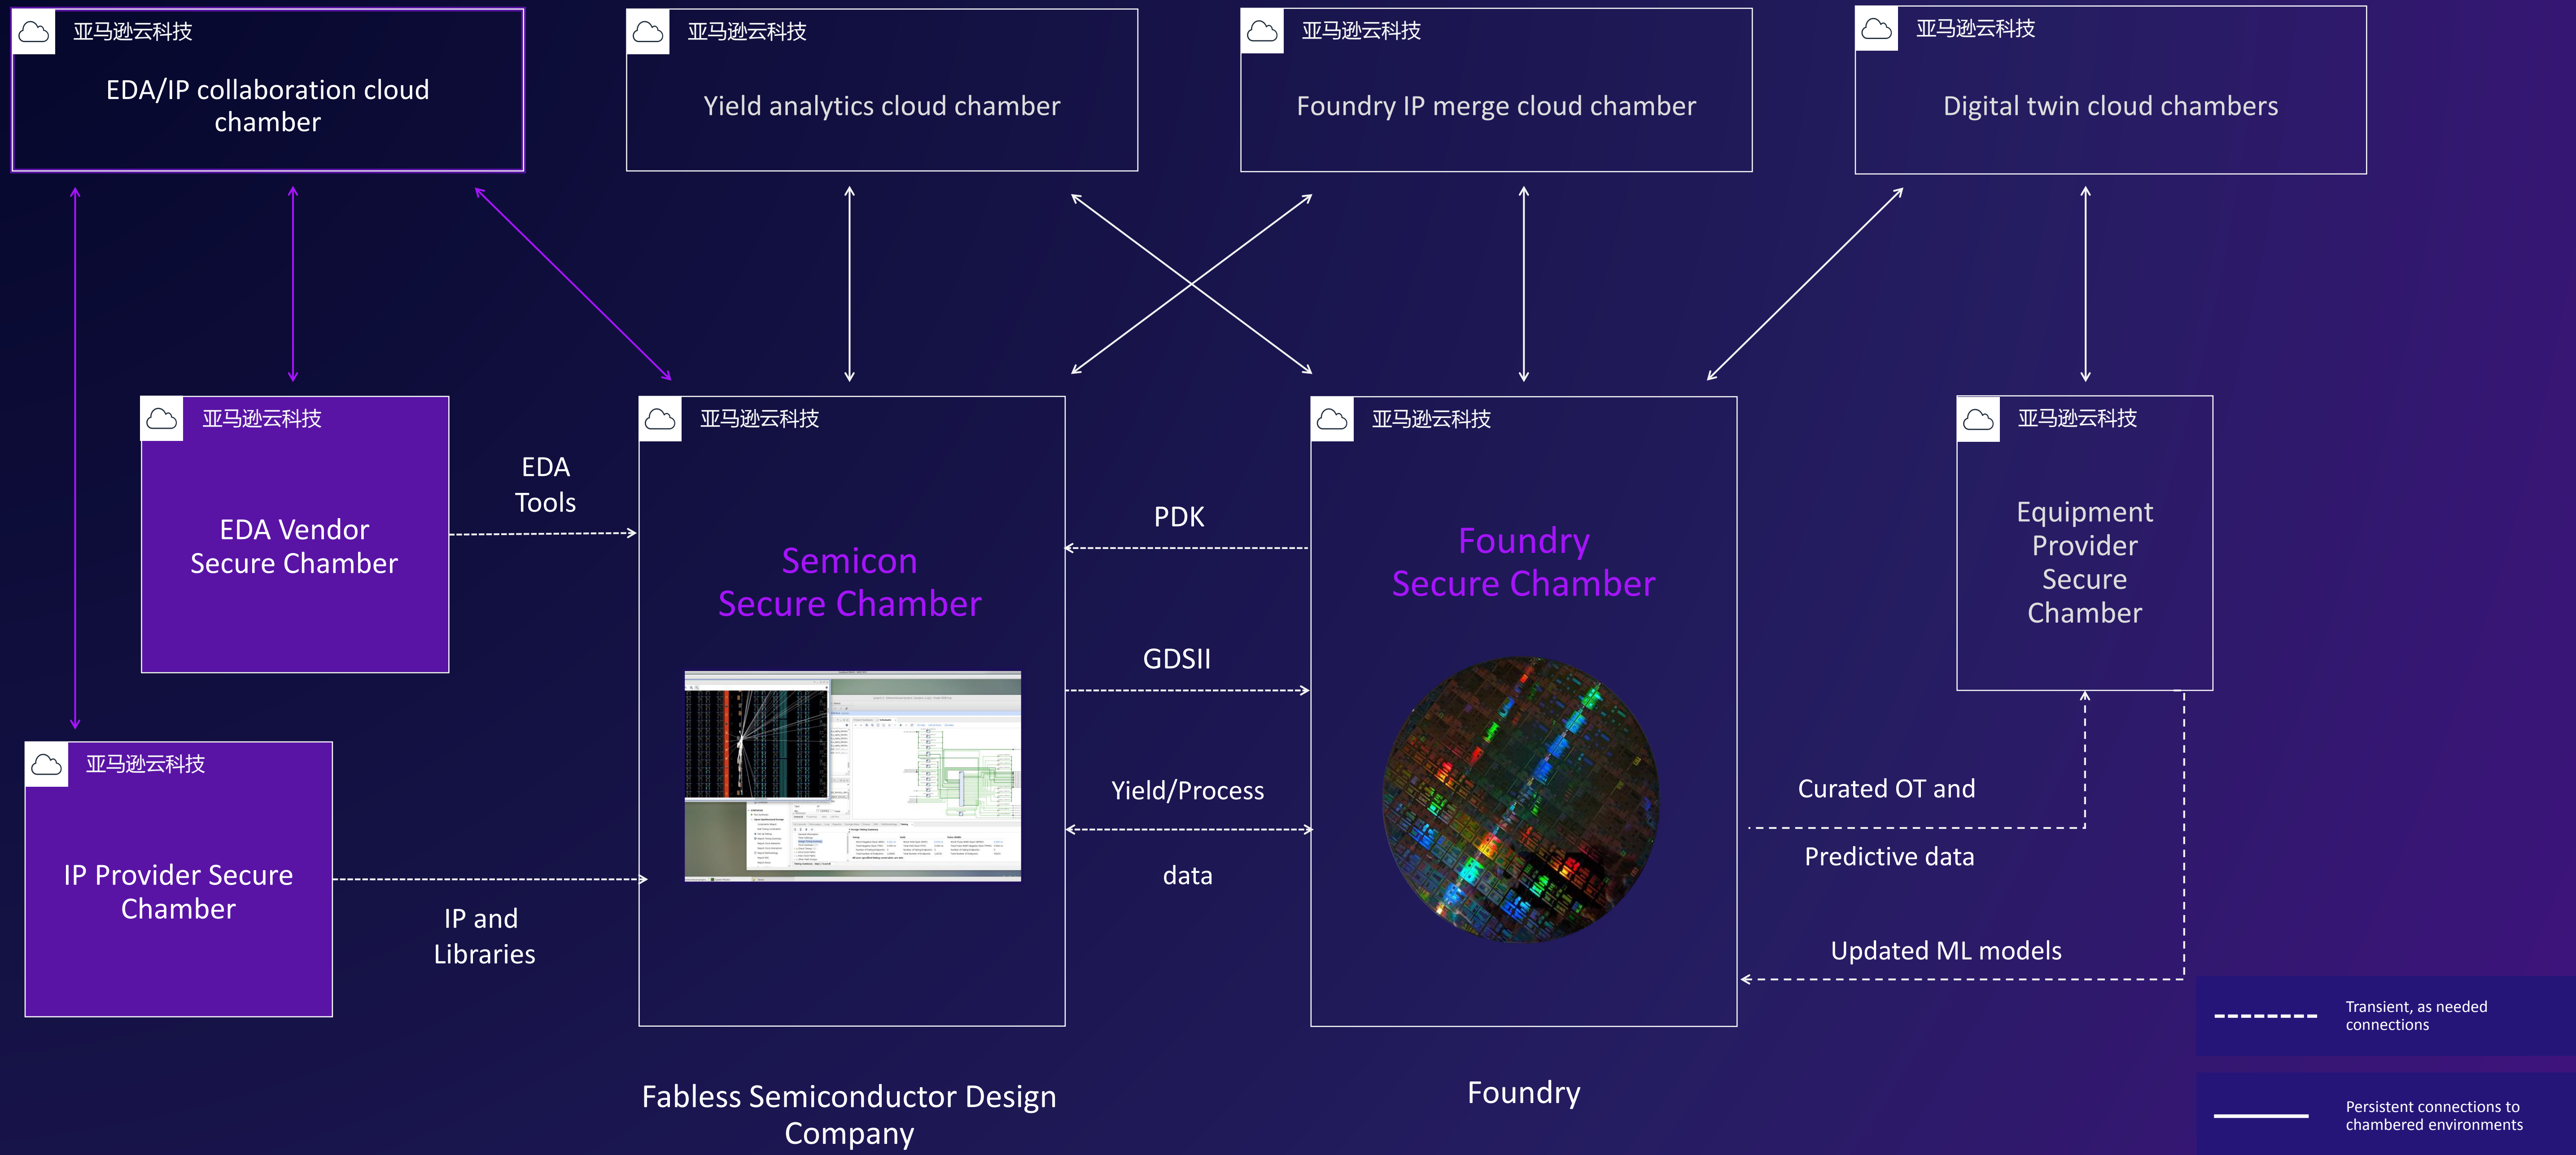 亚马逊云科技
EDA/IP collaboration cloud
chamber
亚马逊云科技
Yield analytics cloud chamber
亚马逊云科技
Foundry IP merge cloud chamber
亚马逊云科技
Digital twin cloud chambers
亚马逊云科技
EDA Vendor
Secure Chamber
EDA
Tools
亚马逊云科技
Semicon
Secure Chamber
PDK
GDSII
Yield/Process
data
亚马逊云科技
Foundry
Secure Chamber
亚马逊云科技
Equipment
Provider
Secure
Chamber
亚马逊云科技
IP Provider Secure
Chamber
IP and
Libraries
Curated OT and
Predictive data
Updated ML models
Transient, as needed
connections
Persistent connections to
chambered environments
Fabless Semiconductor Design
Company
Foundry